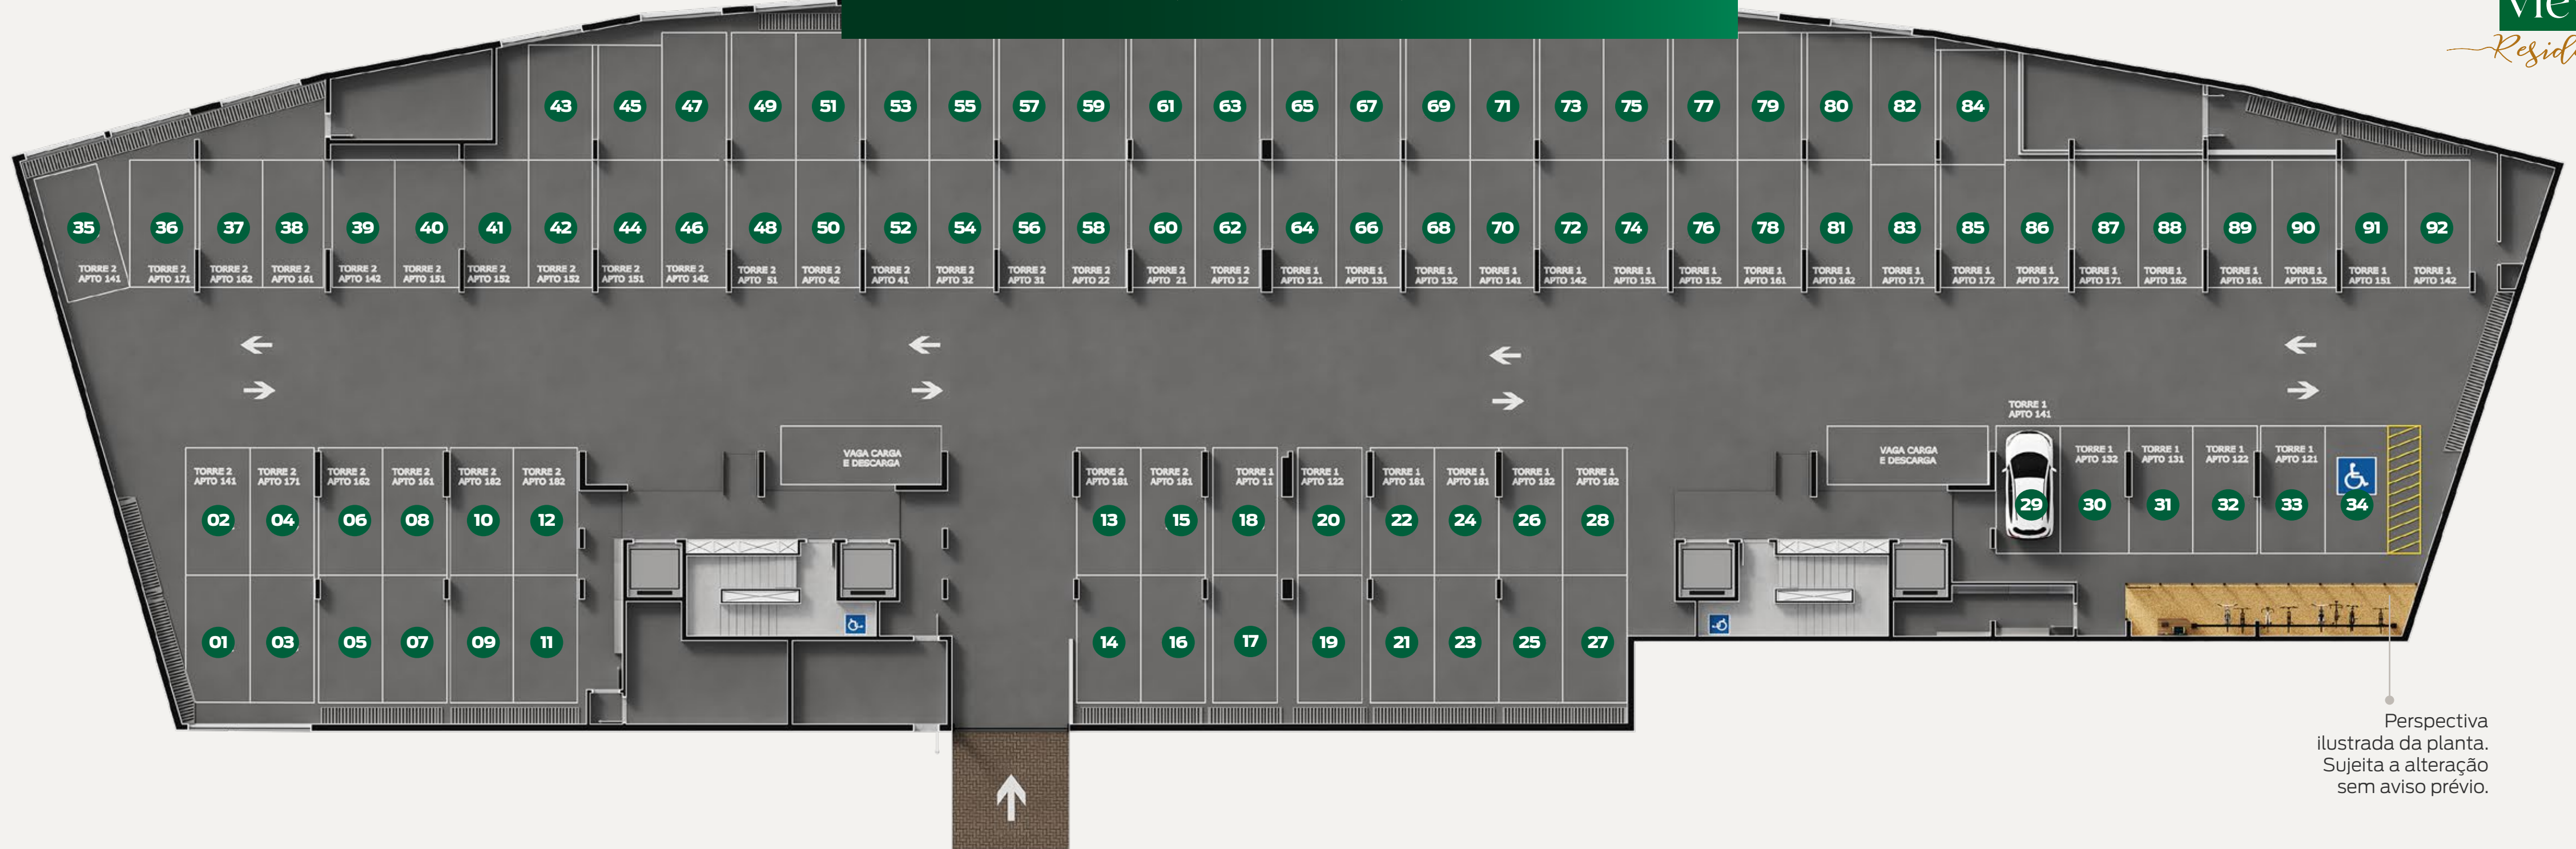 VIE
Resid
43 45 47 49 51 53 55 57 59 61 63 65 67 69 71 73 75 77 79 80 82 84
35 36 37 38 39 40 41 42 44 46 48 50 52 54 56 58 60 62 64 66 68 70 72 74 76 78 81 83 85 86 87 88 89 90 91 92
TORRE 2
APTO 141
TORRE 2
APTO 171
TORRE 2
APTO 162
TORRE 2
APTO 161
TORRE 2
APTO 142
TORRE 2
APTO 151
TORRE 2
APTO 152
TORRE 2
APTO 152
TORRE 2
APTO 151
TORRE 2
APTO 142
TORRE 2
APTO 51
TORRE 2
APTO 42
TORRE 2
APTO 41
TORRE 2
APTO 32
TORRE 2
APTO 31
TORRE 2
APTO 22
TORRE 2
APTO 21
TORRE 2
APTO 12
TORRE 1
APTO 121
TORRE 1
APTO 131
TORRE 1
APTO 132
TORRE 1
APTO 141
TORRE 1
APTO 142
TORRE 1
APTO 151
TORRE 1
APTO 152
TORRE 1
APTO 161
TORRE 1
APTO 162
TORRE 1
APTO 171
TORRE 1
APTO 172
TORRE 1
APTO 172
TORRE 1
APTO 171
TORRE 1
APTO 162
TORRE 1
APTO 161
TORRE 1
APTO 152
TORRE 1
APTO 151
TORRE 1
APTO 142
TORRE 2
APTO 141
TORRE 2
APTO 171
TORRE 2
APTO 162
TORRE 2
APTO 161
TORRE 2
APTO 182
TORRE 2
APTO 182
VAGA CARGA
E DESCARGA
TORRE 2
APTO 181
TORRE 2
APTO 181
TORRE 1
APTO 11
TORRE 1
APTO 122
TORRE 1
APTO 181
TORRE 1
APTO 181
TORRE 1
APTO 182
TORRE 1
APTO 182
VAGA CARGA
E DESCARGA
TORRE 1
APTO 141
TORRE 1
APTO 132
TORRE 1
APTO 131
TORRE 1
APTO 122
TORRE 1
APTO 121
02 04 06 08 10 12 13 15 18 20 22 24 26 28 29 30 31 32 33 34
01 03 05 07 09 11 14 16 17 19 21 23 25 27
Perspectiva
ilustrada da planta.
Sujeita a alteração
sem aviso prévio.